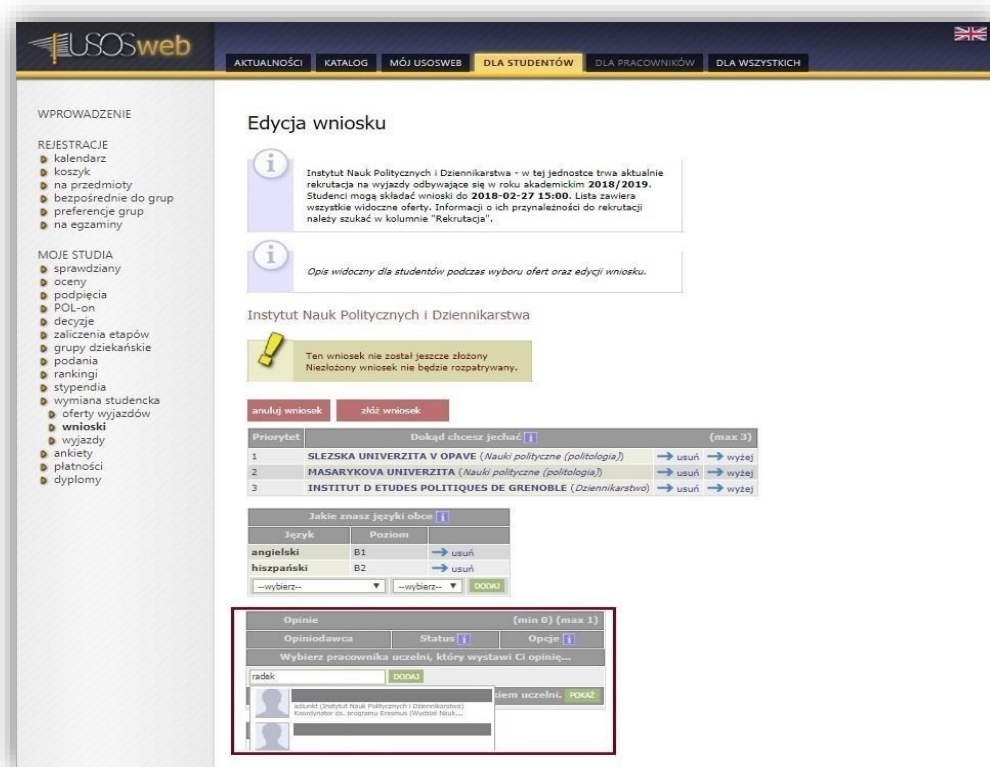 USOSweb
AKTUALNOŚCI KATALOG MÓJ USOSWEB DLA STUDENTÓW DLA PRACOWNIKÓW DLA WSZYSTKICH
WPROWADZENIE
REJESTRACJE
kalendarz
koszyk
na przedmioty
bezpośrednie do grup
preferencje grup
na egzaminy
MOJE STUDIA
sprawdziany
oceny
podpięcia
POL-on
decyzje
zaliczenia etapów
grupy dziekańskie
podania
rankingi
stypendia
wymiana studencka
oferty wyjazdów
wnioski
wyjazdy
ankiety
płatności
dyplomy
Edycja wniosku
Instytut Nauk Politycznych i Dziennikarstwa - w tej jednostce trwa aktualnie
rekrutacja na wyjazdy odbywające się w roku akademickim 2018/2019.
Studenci mogą składać wnioski do 2018-02-27 15:00. Lista zawiera
wszystkie widoczne oferty. Informacji o ich przynależności do rekrutacji
należy szukać w kolumnie "Rekrutacja".
Opis widoczny dla studentów podczas wyboru ofert oraz edycji wniosku.
Instytut Nauk Politycznych i Dziennikarstwa
Ten wniosek nie został jeszcze złożony
Niezłożony wniosek nie będzie rozpatrywany.
anuluj wniosek złóż wniosek
Priorytet Dokąd chcesz jechać i (max 3)
1 SLEZSKA UNIVERZITA V OPAVE (Nauki polityczne (politologia)) usuń wyżej
2 MASARYKOVA UNIVERZITA (Nauki polityczne (politologia)) usuń wyżej
3 INSTITUT D ETUDES POLITIQUES DE GRENOBLE (Dziennikarstwo) usuń wyżej
Jakie znasz języki obce i
Język Poziom
angielski B1 usuń
hiszpański B2 usuń
--wybierz-- --wybierz-- DODAJ
Opinie (min 0) (max 1)
Opiniodawca Status i Opcje i
Wybierz pracownika uczelni, który wystawi Ci opinię...
radek DODAJ
adiunkt (Instytut Nauk Politycznych i Dziennikarstwa)
Koordynator ds. programu Erasmus (Wydział Nauk...
uczelni. POKAŻ